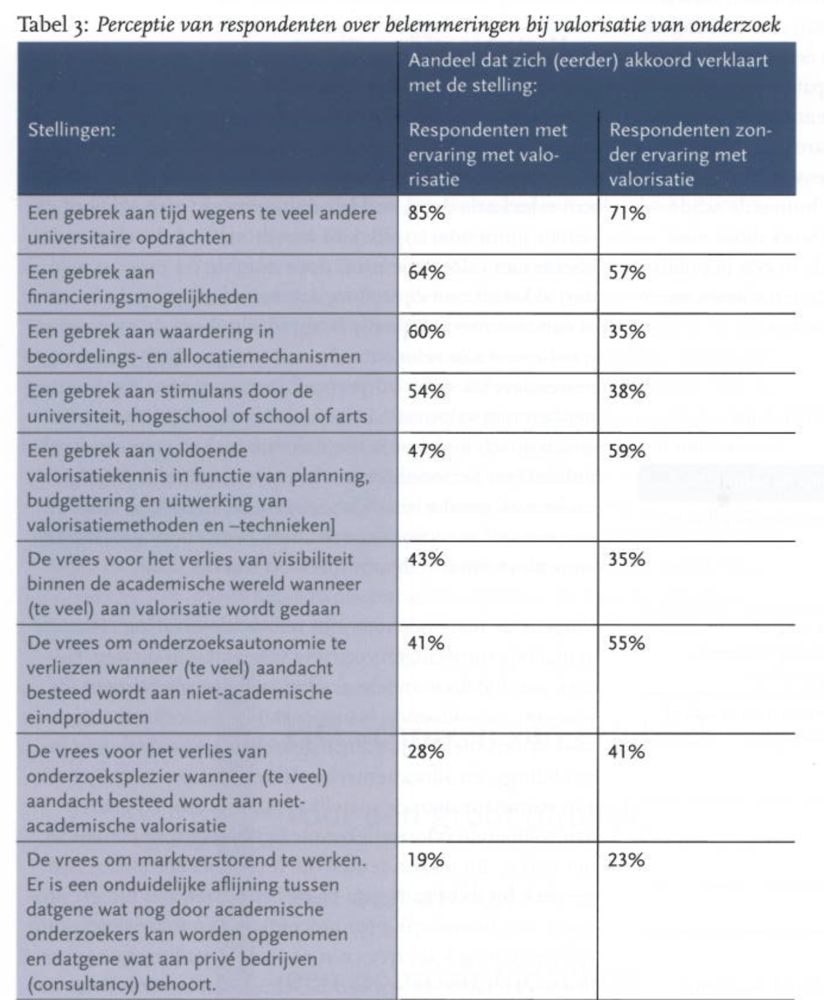 Tabel 3: Perceptie van respondenten over belemmeringen bij valorisatie van onderzoek
Aandeel dat zich (eerder) akkoord verklaart
met de stelling:
Stellingen:
Respondenten met
ervaring met valo-
risatie
Respondenten zon-
der ervaring met
valorisatie
Een gebrek aan tijd wegens te veel andere
universitaire opdrachten
85%
71%
Een gebrek aan
financieringsmogelijkheden
64%
57%
Een gebrek aan waardering in
beoordelings- en allocatiemechanismen
60%
35%
Een gebrek aan stimulans door de
universiteit, hogeschool of school of arts
54%
38%
Een gebrek aan voldoende
valorisatiekennis in functie van planning,
budgettering en uitwerking van
valorisatiemethoden en –technieken]
47%
59%
De vrees voor het verlies van visibiliteit
binnen de academische wereld wanneer
(te veel) aan valorisatie wordt gedaan
43%
35%
De vrees om onderzoeksautonomie te
verliezen wanneer (te veel) aandacht
besteed wordt aan niet-academische
eindproducten
41%
55%
De vrees voor het verlies van
onderzoeksplezier wanneer (te veel)
aandacht besteed wordt aan niet-
academische valorisatie
28%
41%
De vrees om marktverstorend te werken.
Er is een onduidelijke aflijning tussen
datgene wat nog door academische
onderzoekers kan worden opgenomen
en datgene wat aan privé bedrijven
(consultancy) behoort.
19%
23%